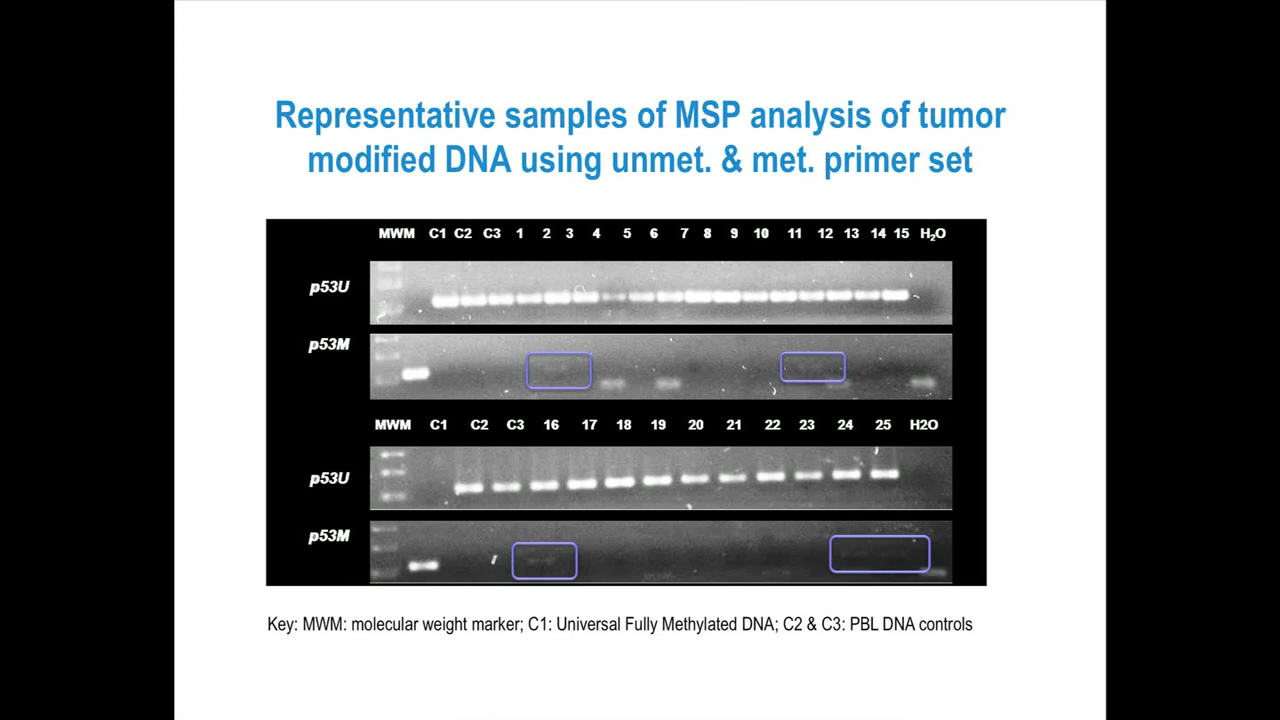 Representative samples of MSP analysis of tumor
modified DNA using unmet. & met. primer set
MWM C1 C2 C3 1 2 3 4 5 6 7 8 9 10 11 12 13 14 15 H₂O
p53U
p53M
MWM C1 C2 C3 16 17 18 19 20 21 22 23 24 25 H2O
p53U
p53M
Key: MWM: molecular weight marker; C1: Universal Fully Methylated DNA; C2 & C3: PBL DNA controls